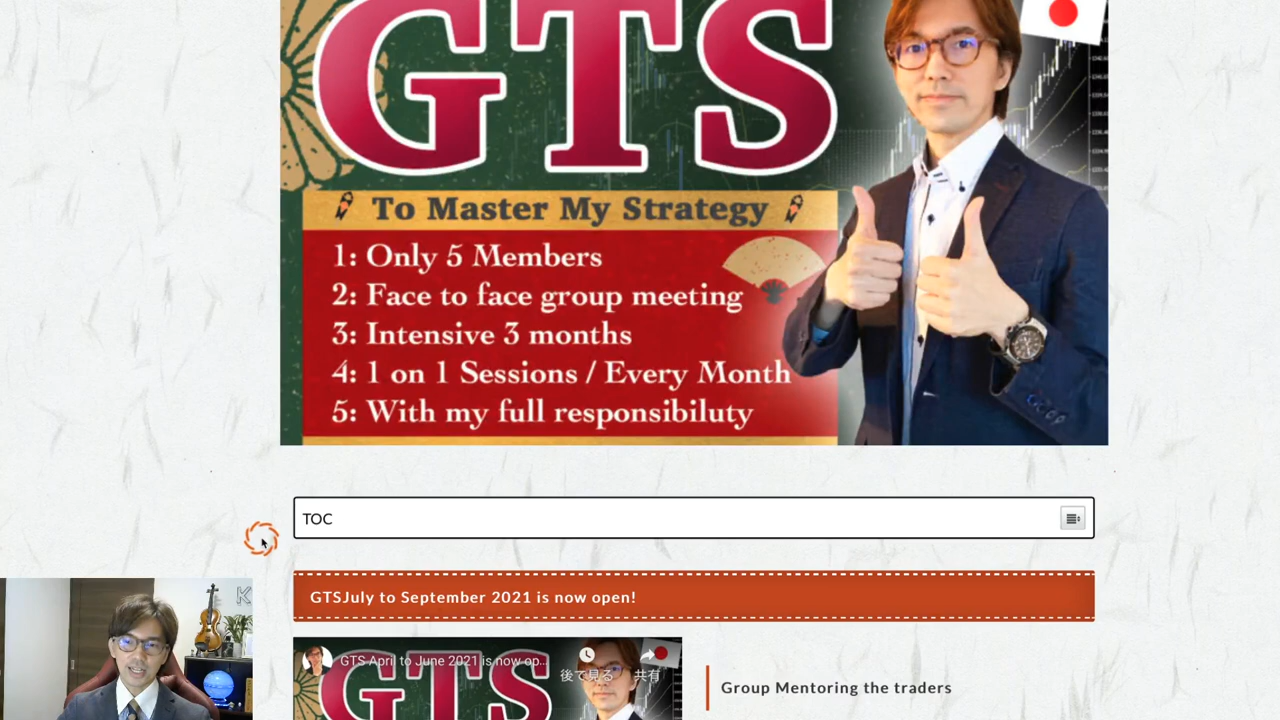 GTS
To Master My Strategy
1: Only 5 Members
2: Face to face group meeting
3: Intensive 3 months
4: 1 on 1 Sessions / Every Month
5: With my full responsibiluty
TOC
GTSJuly to September 2021 is now open!
GTS April to June 2021 is now op...
後で見る 共有
GTS
Group Mentoring the traders
K